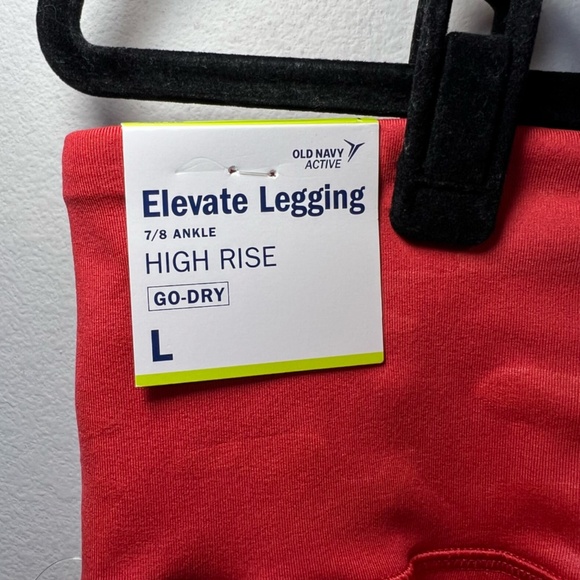 OLD NAVY
ACTIVE
Elevate Legging
7/8 ANKLE
HIGH RISE
GO-DRY
L